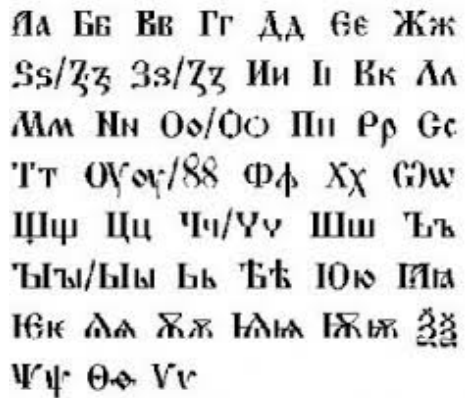 Аа Бб Вв Гг Дд Єє Жж
Ѕѕ/Ꙁꙁ Зз/Ꙁꙁ Ии Іі Кк Лл
Мм Нн Оо/Ѻѻ Пп Рр Сс
Тт Ѹѹ/Ꙋꙋ Фф Хх Ѡѡ
Щщ Цц Чч/Ҁҁ Шш Ъъ
Ꙑꙑ/Ыы Ьь Ѣѣ Юю Ꙗꙗ
Ѥѥ Ѧѧ Ѫѫ Ѩѩ Ѭѭ Ѯѯ
Ѱѱ Ѳѳ Ѵѵ